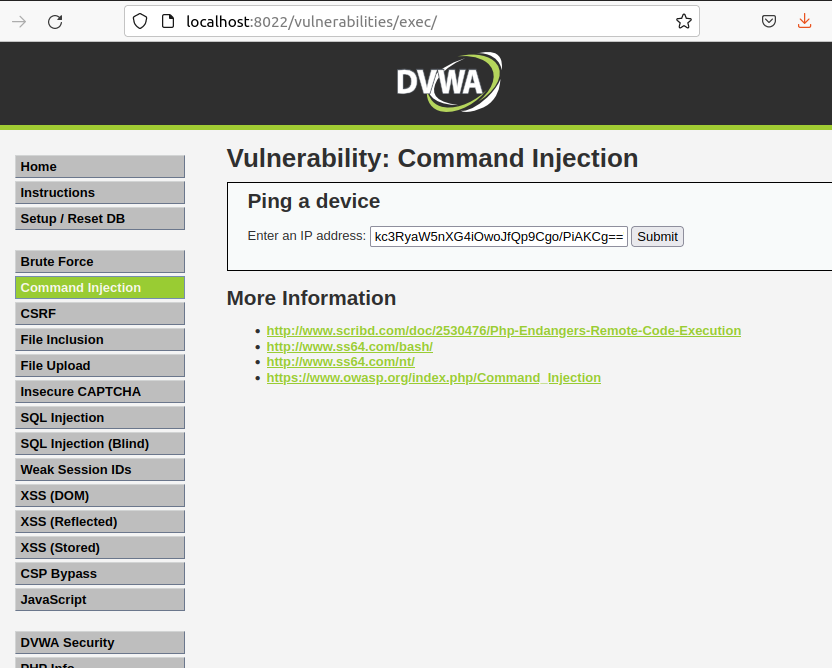 localhost:8022/vulnerabilities/exec/
DVWA
Home
Instructions
Setup / Reset DB
Brute Force
Command Injection
CSRF
File Inclusion
File Upload
Insecure CAPTCHA
SQL Injection
SQL Injection (Blind)
Weak Session IDs
XSS (DOM)
XSS (Reflected)
XSS (Stored)
CSP Bypass
JavaScript
DVWA Security
PHP Info
Vulnerability: Command Injection
Ping a device
Enter an IP address: kc3RyaW5nXG4iOwoJfQp9Cgo/PiAKCg== Submit
More Information
• http://www.scribd.com/doc/2530476/Php-Endangers-Remote-Code-Execution
• http://www.ss64.com/bash/
• http://www.ss64.com/nt/
• https://www.owasp.org/index.php/Command_Injection